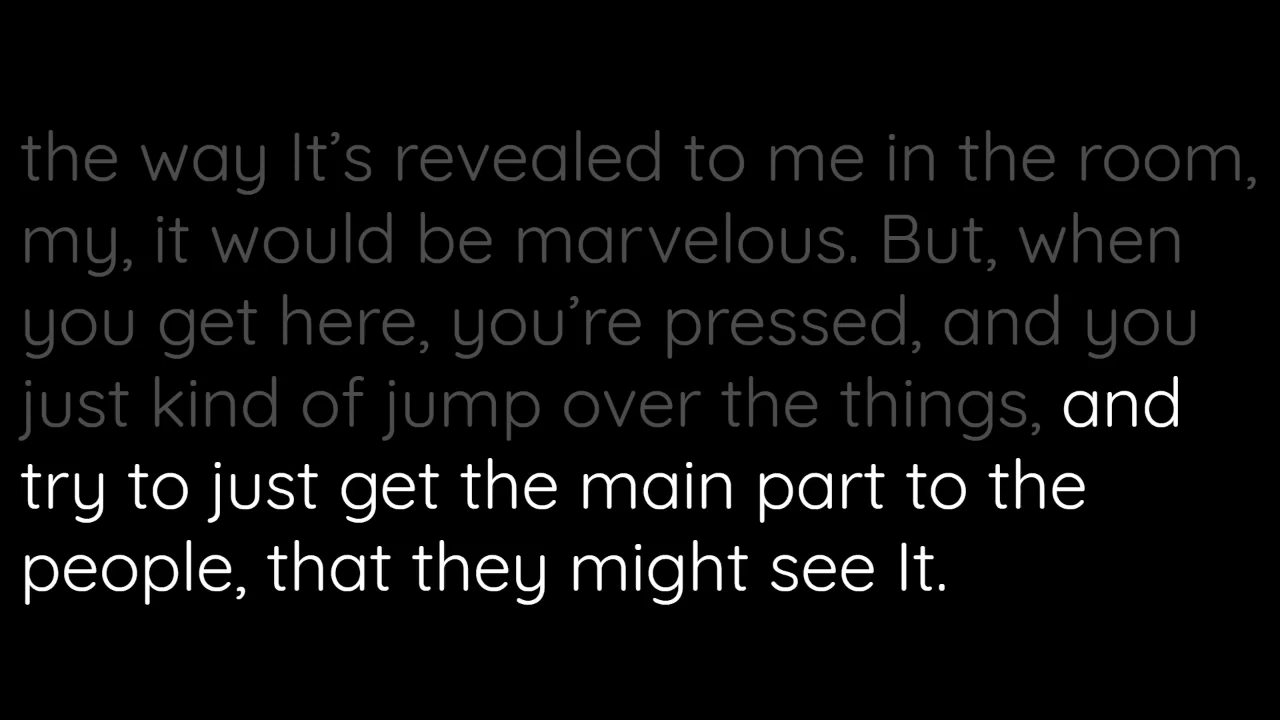 the way It’s revealed to me in the room,
my, it would be marvelous. But, when
you get here, you’re pressed, and you
just kind of jump over the things, and
try to just get the main part to the
people, that they might see It.